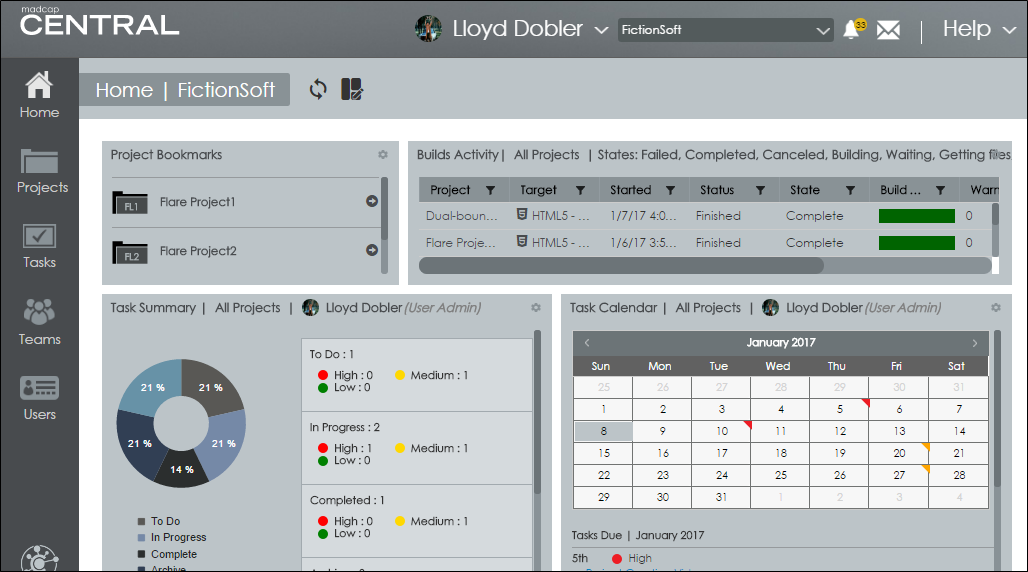 madcap
CENTRAL
Lloyd Dobler
FictionSoft
33
Help
Home | FictionSoft
Home
Projects
Tasks
Teams
Users
Project Bookmarks
FL1 Flare Project1
FL2 Flare Project2
Builds Activity | All Projects | States: Failed, Completed, Canceled, Building, Waiting, Getting files
Project Target Started Status State Build ... Warn
Dual-boun... HTML5 - ... 1/7/17 4:0... Finished Complete 0
Flare Proje... HTML5 - ... 1/6/17 3:5... Finished Complete 0
Task Summary | All Projects | Lloyd Dobler (User Admin)
21 % 21 %
21 % 21 %
14 %
To Do
In Progress
Complete
Archive
To Do : 1
High : 0 Medium : 1
Low : 0
In Progress : 2
High : 1 Medium : 1
Low : 0
Completed : 1
High : 0 Medium : 1
Low : 0
Task Calendar | All Projects | Lloyd Dobler (User Admin)
January 2017
Sun Mon Tue Wed Thu Fri Sat
25 26 27 28 29 30 31
1 2 3 4 5 6 7
8 9 10 11 12 13 14
15 16 17 18 19 20 21
22 23 24 25 26 27 28
29 30 31 1 2 3 4
Tasks Due | January 2017
5th High